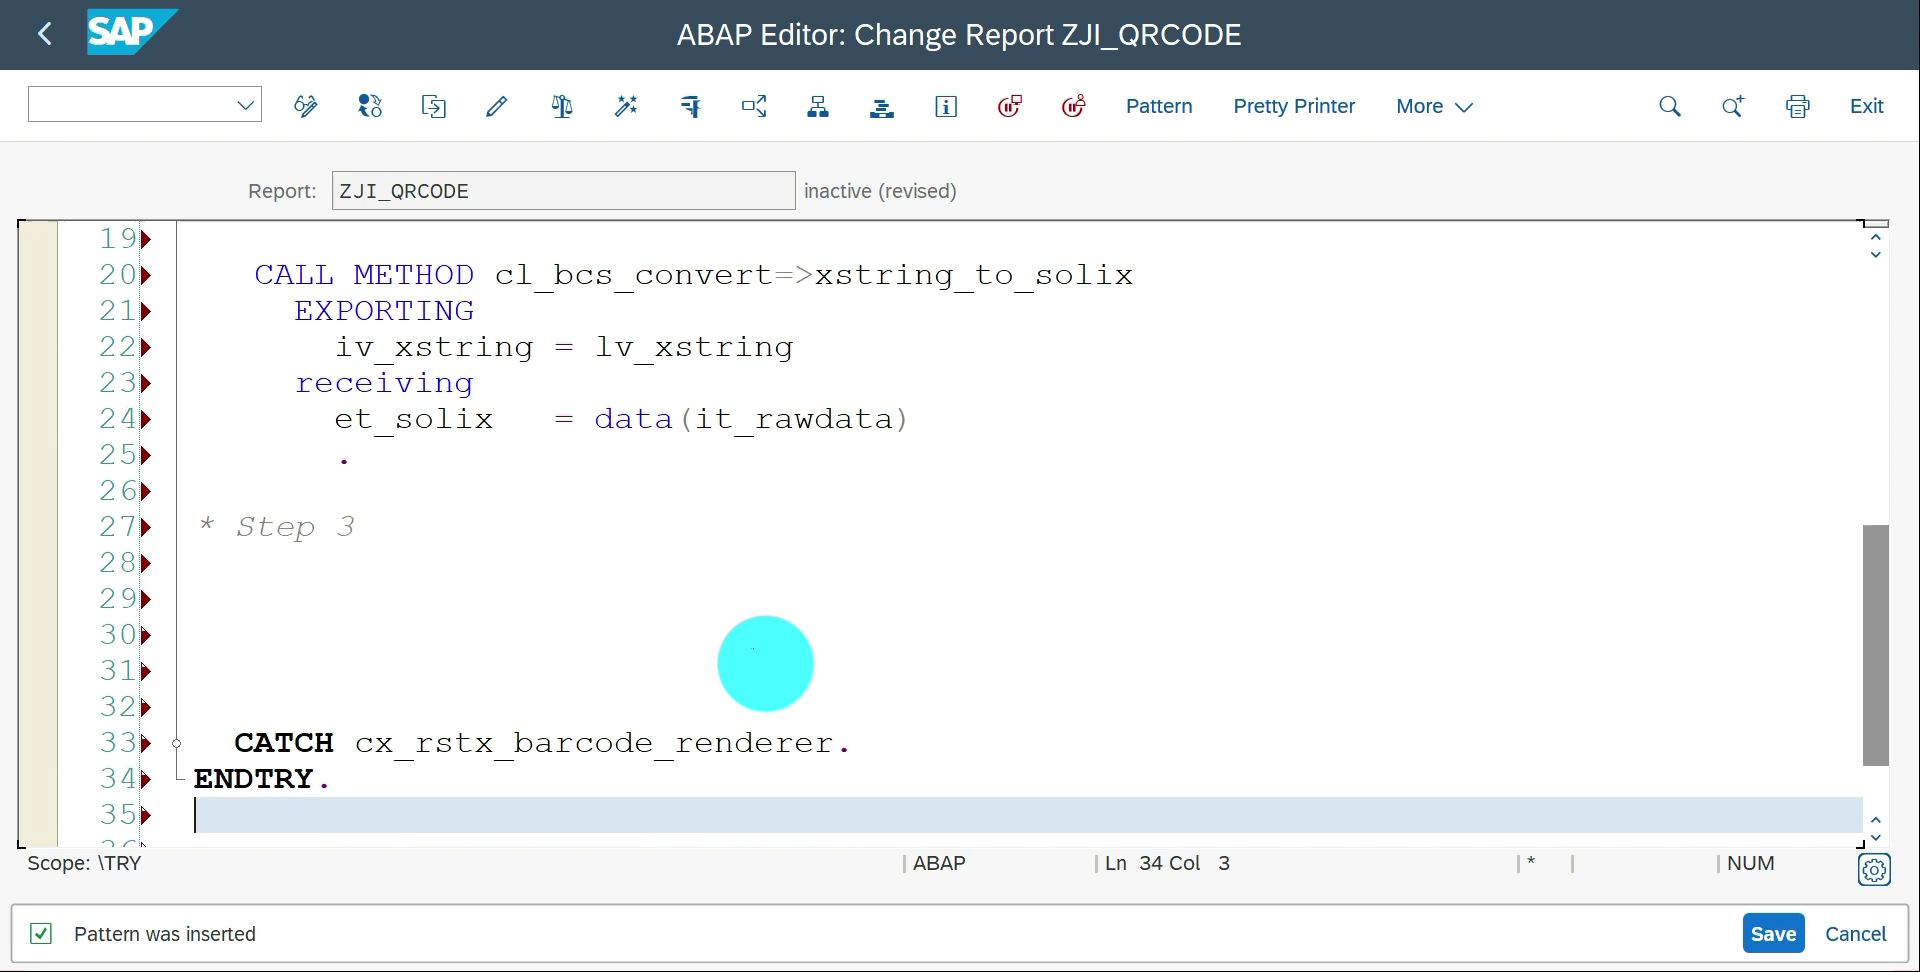 SAP
ABAP Editor: Change Report ZJI_QRCODE
Pattern
Pretty Printer
More
Exit
Report: ZJI_QRCODE inactive (revised)
19
20 CALL METHOD cl_bcs_convert=>xstring_to_solix
21 EXPORTING
22 iv_xstring = lv_xstring
23 receiving
24 et_solix = data(it_rawdata)
25 .
26
27 * Step 3
28
29
30
31
32
33 CATCH cx_rstx_barcode_renderer.
34 ENDTRY.
35
Scope: \TRY ABAP Ln 34 Col 3 * NUM
Pattern was inserted
Save
Cancel